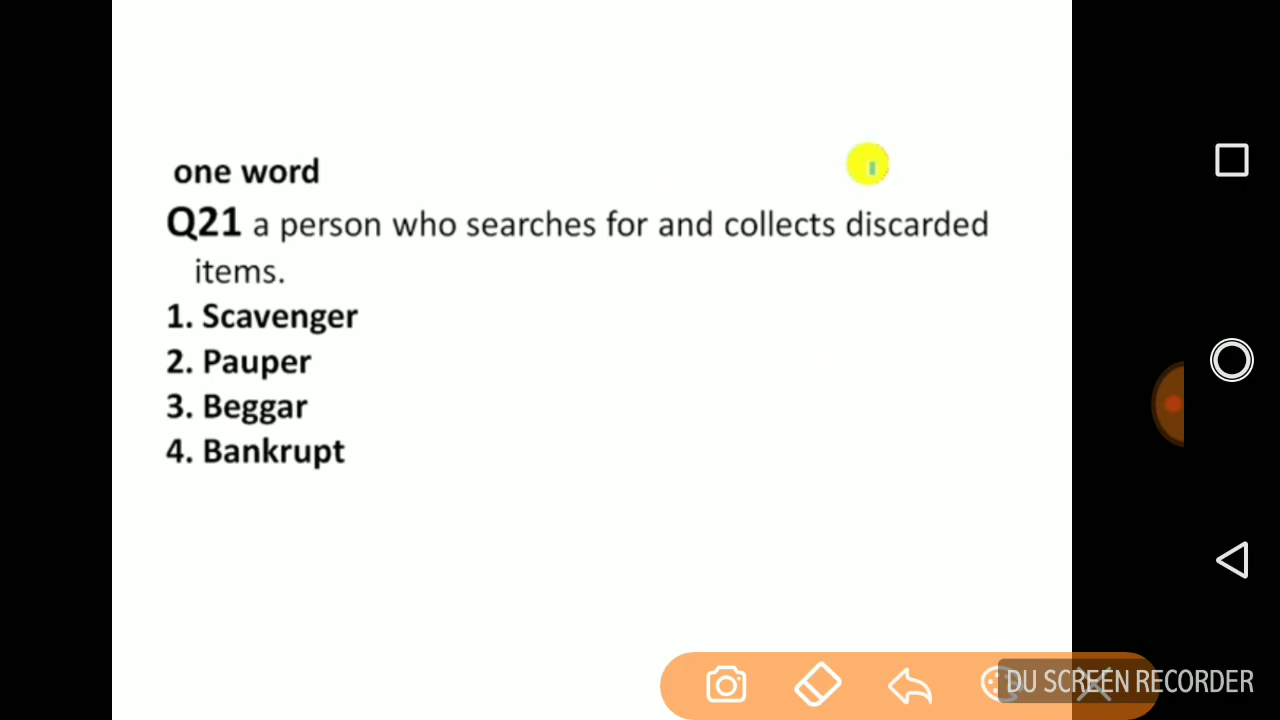 one word
Q21 a person who searches for and collects discarded
items.
1. Scavenger
2. Pauper
3. Beggar
4. Bankrupt
DU SCREEN RECORDER